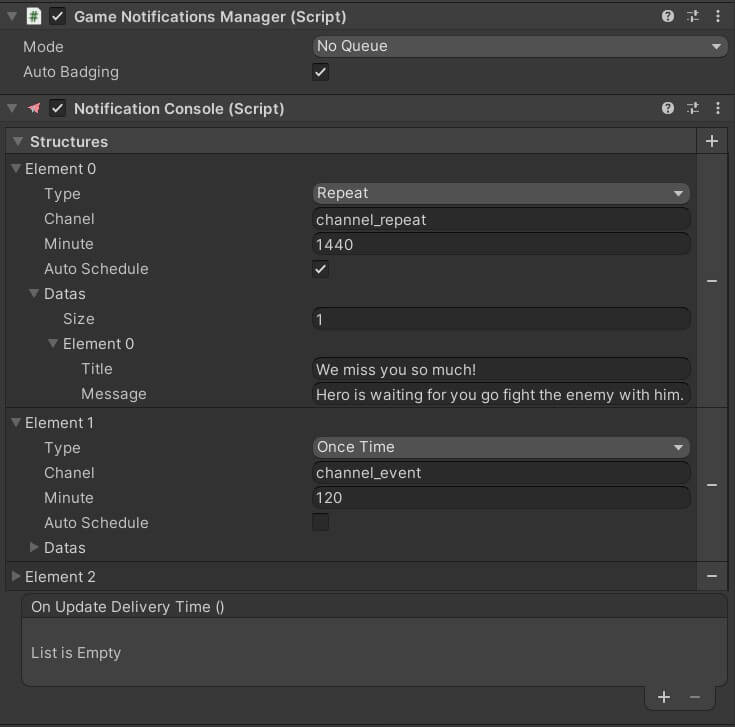 Game Notifications Manager (Script)
Mode No Queue
Auto Badging
Notification Console (Script)
Structures
Element 0
Type Repeat
Chanel channel_repeat
Minute 1440
Auto Schedule
Datas
Size 1
Element 0
Title We miss you so much!
Message Hero is waiting for you go fight the enemy with him.
Element 1
Type Once Time
Chanel channel_event
Minute 120
Auto Schedule
Datas
Element 2
On Update Delivery Time ()
List is Empty